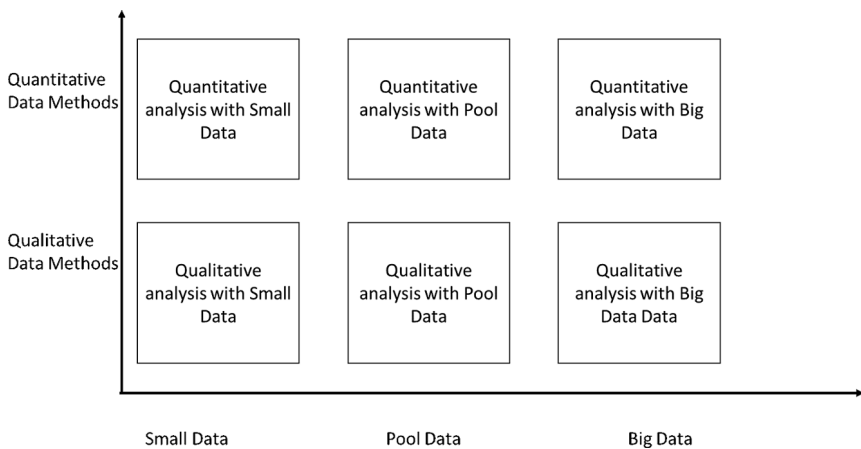 Quantitative
Data Methods
Quantitative
analysis with Small
Data
Quantitative
analysis with Pool
Data
Quantitative
analysis with Big
Data
Qualitative
Data Methods
Qualitative
analysis with Small
Data
Qualitative
analysis with Pool
Data
Qualitative
analysis with Big
Data Data
Small Data
Pool Data
Big Data